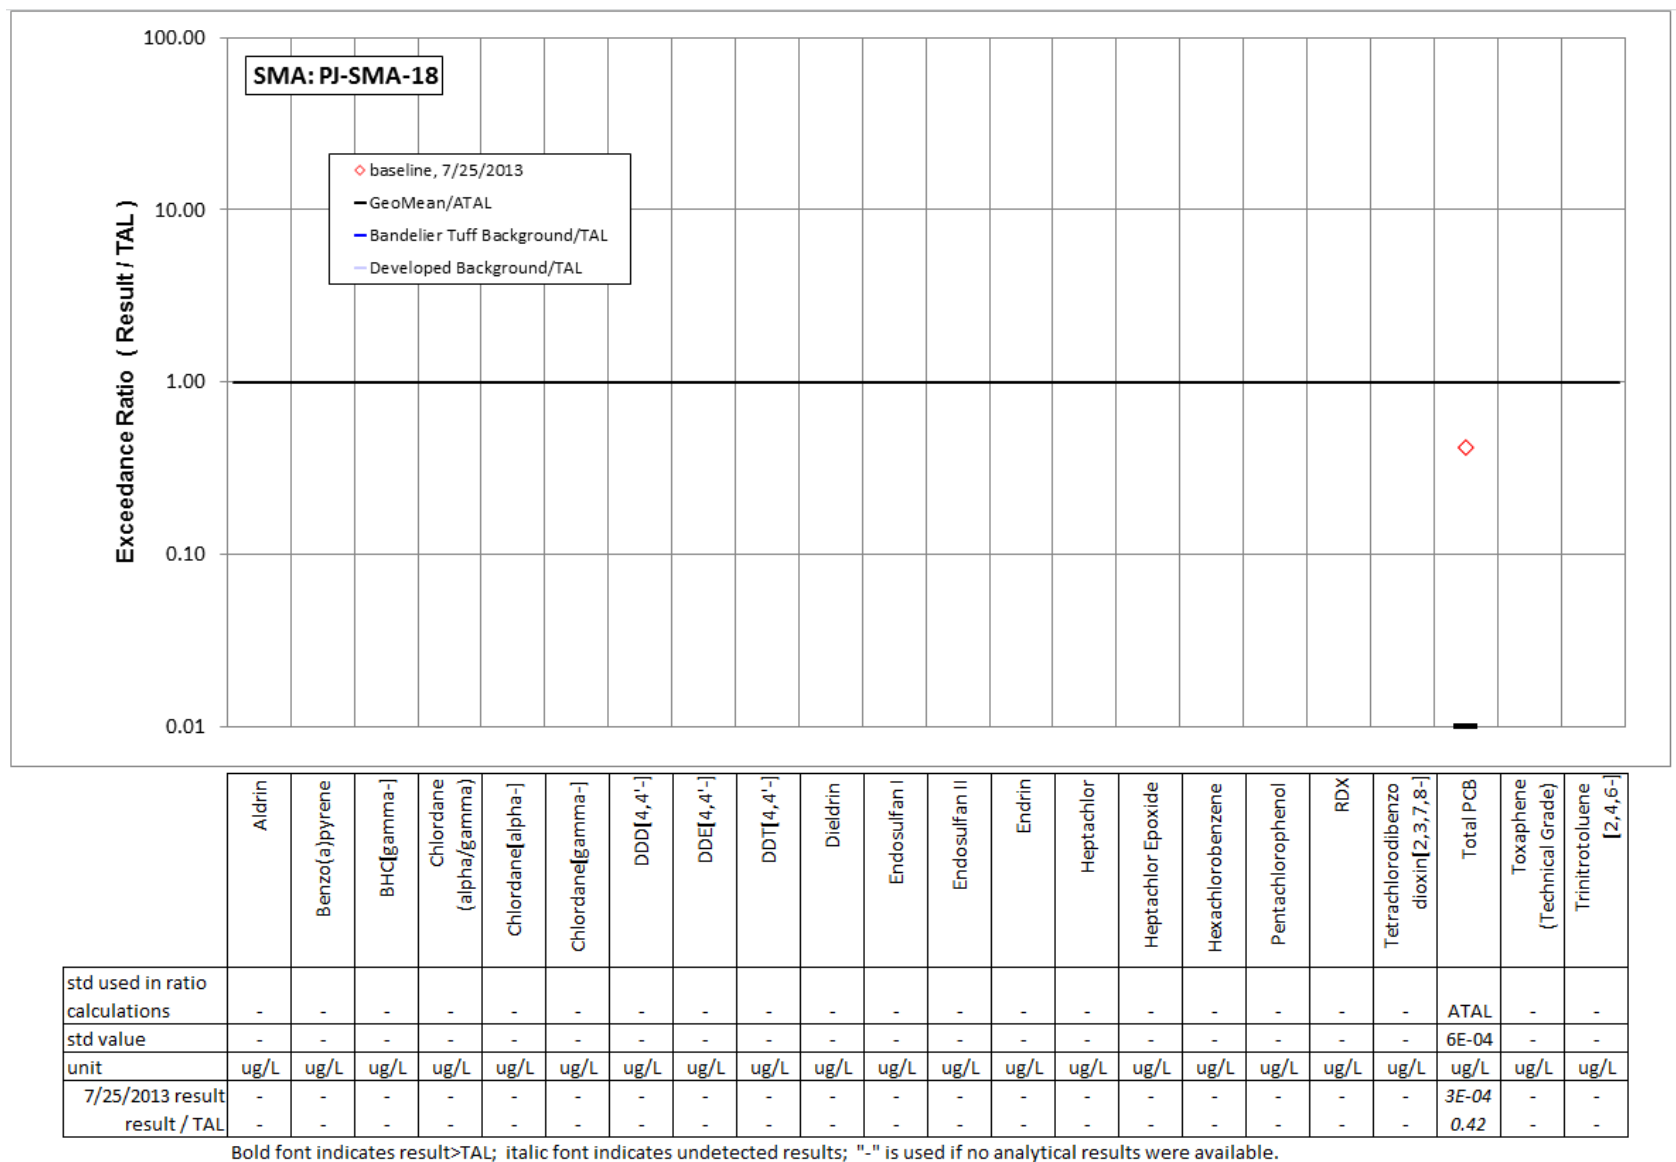 100.00
SMA: PJ-SMA-18
baseline, 7/25/2013
GeoMean/ATAL
Bandelier Tuff Background/TAL
Developed Background/TAL
10.00
1.00
0.10
0.01
Exceedance Ratio ( Result / TAL )
Aldrin
Benzo(a)pyrene
BHC[gamma-]
Chlordane
(alpha/gamma)
Chlordane[alpha-]
Chlordane[gamma-]
DDD[4,4'-]
DDE[4,4'-]
DDT[4,4'-]
Dieldrin
Endosulfan I
Endosulfan II
Endrin
Heptachlor
Heptachlor Epoxide
Hexachlorobenzene
Pentachlorophenol
RDX
Tetrachlorodibenzo
dioxin[2,3,7,8-]
Total PCB
Toxaphene
(Technical Grade)
Trinitrotoluene
[2,4,6-]
std used in ratio
calculations - - - - - - - - - - - - - - - - - - - ATAL - -
std value - - - - - - - - - - - - - - - - - - - 6E-04 - -
unit ug/L ug/L ug/L ug/L ug/L ug/L ug/L ug/L ug/L ug/L ug/L ug/L ug/L ug/L ug/L ug/L ug/L ug/L ug/L ug/L ug/L ug/L
7/25/2013 result - - - - - - - - - - - - - - - - - - - 3E-04 - -
result / TAL - - - - - - - - - - - - - - - - - - - 0.42 - -
Bold font indicates result>TAL; italic font indicates undetected results; "-" is used if no analytical results were available.